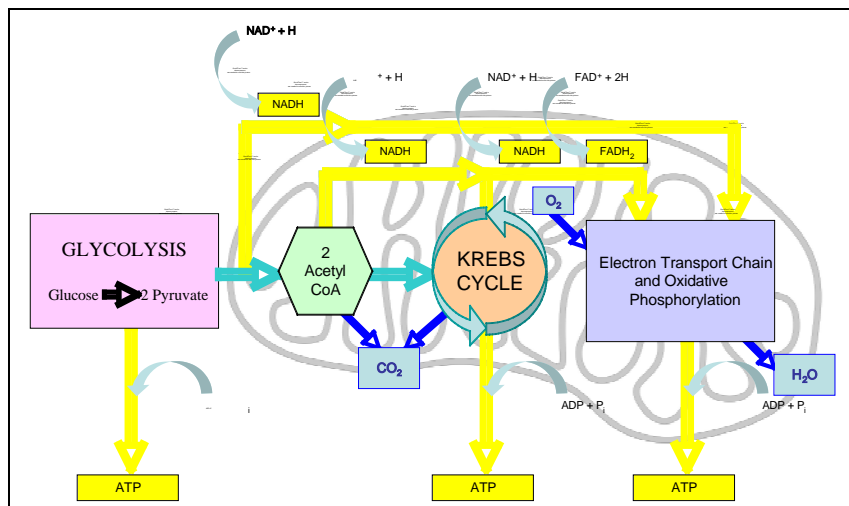 NAD⁺ + H
⁺ + H
NAD⁺ + H
FAD⁺ + 2H
NADH
NADH
NADH
FADH₂
O₂
GLYCOLYSIS
Glucose
2 Pyruvate
2
Acetyl
CoA
KREBS
CYCLE
Electron Transport Chain
and Oxidative
Phosphorylation
CO₂
H₂O
i
ADP + Pᵢ
ADP + Pᵢ
ATP
ATP
ATP